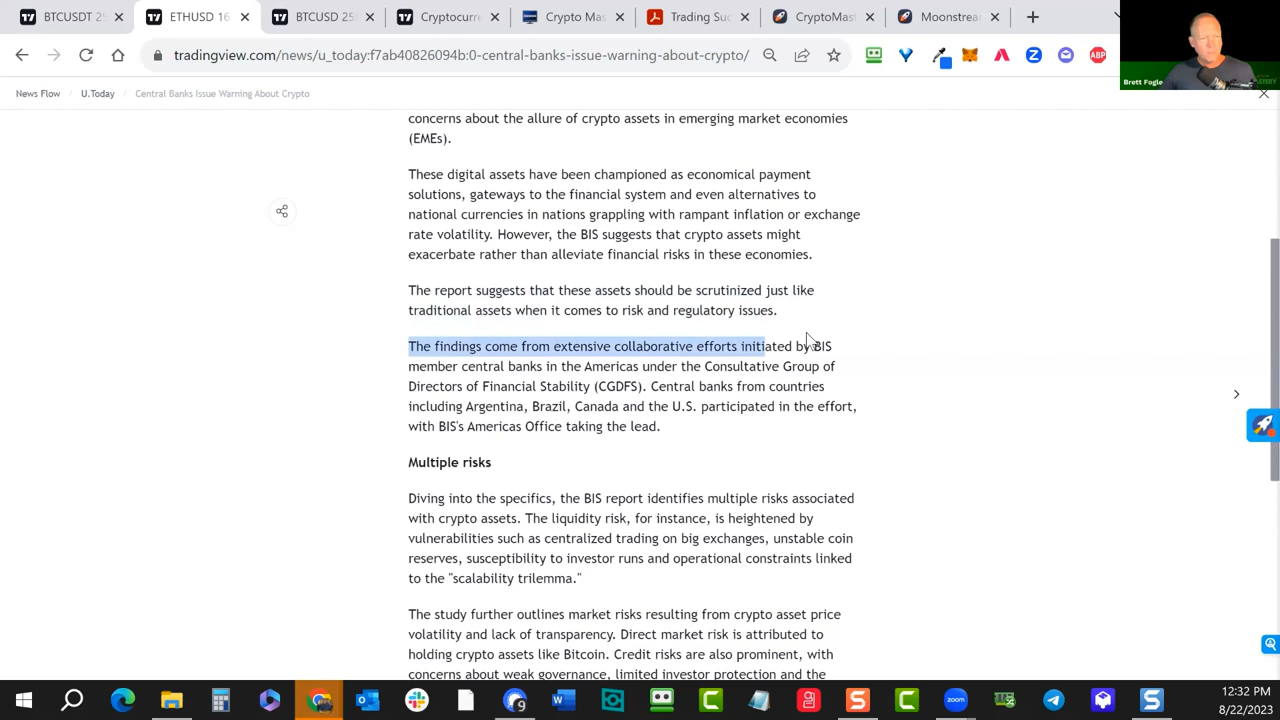 BTCUSDT 25
ETHUSD 16
BTCUSD 25
Cryptocurre
Crypto Mas
Trading Suc
CryptoMast
Moonstrea
tradingview.com/news/u_today:cf7ab40826094b:0-central-banks-issue-warning-about-crypto/
ABP
Brett Fogle
News Flow / U.Today / Central Banks Issue Warning About Crypto
concerns about the allure of crypto assets in emerging market economies
(EMEs).
These digital assets have been championed as economical payment
solutions, gateways to the financial system and even alternatives to
national currencies in nations grappling with rampant inflation or exchange
rate volatility. However, the BIS suggests that crypto assets might
exacerbate rather than alleviate financial risks in these economies.
The report suggests that these assets should be scrutinized just like
traditional assets when it comes to risk and regulatory issues.
The findings come from extensive collaborative efforts initiated by BIS
member central banks in the Americas under the Consultative Group of
Directors of Financial Stability (CGDFS). Central banks from countries
including Argentina, Brazil, Canada and the U.S. participated in the effort,
with BIS's Americas Office taking the lead.
Multiple risks
Diving into the specifics, the BIS report identifies multiple risks associated
with crypto assets. The liquidity risk, for instance, is heightened by
vulnerabilities such as centralized trading on big exchanges, unstable coin
reserves, susceptibility to investor runs and operational constraints linked
to the "scalability trilemma."
The study further outlines market risks resulting from crypto asset price
volatility and lack of transparency. Direct market risk is attributed to
holding crypto assets like Bitcoin. Credit risks are also prominent, with
concerns about weak governance, limited investor protection and the
zoom
12:32 PM
8/22/2023